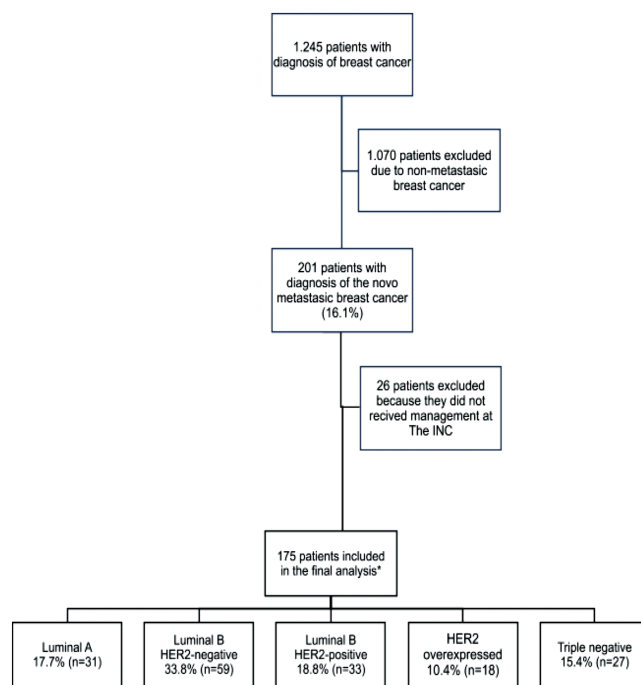 1.245 patients with
diagnosis of breast cancer
1.070 patients excluded
due to non-metastasic
breast cancer
201 patients with
diagnosis of the novo
metastasic breast cancer
(16.1%)
26 patients excluded
because they did not
recived management at
The INC
175 patients included
in the final analysis*
Luminal A
17.7% (n=31)
Luminal B
HER2-negative
33.8% (n=59)
Luminal B
HER2-positive
18.8% (n=33)
HER2
overexpressed
10.4% (n=18)
Triple negative
15.4% (n=27)